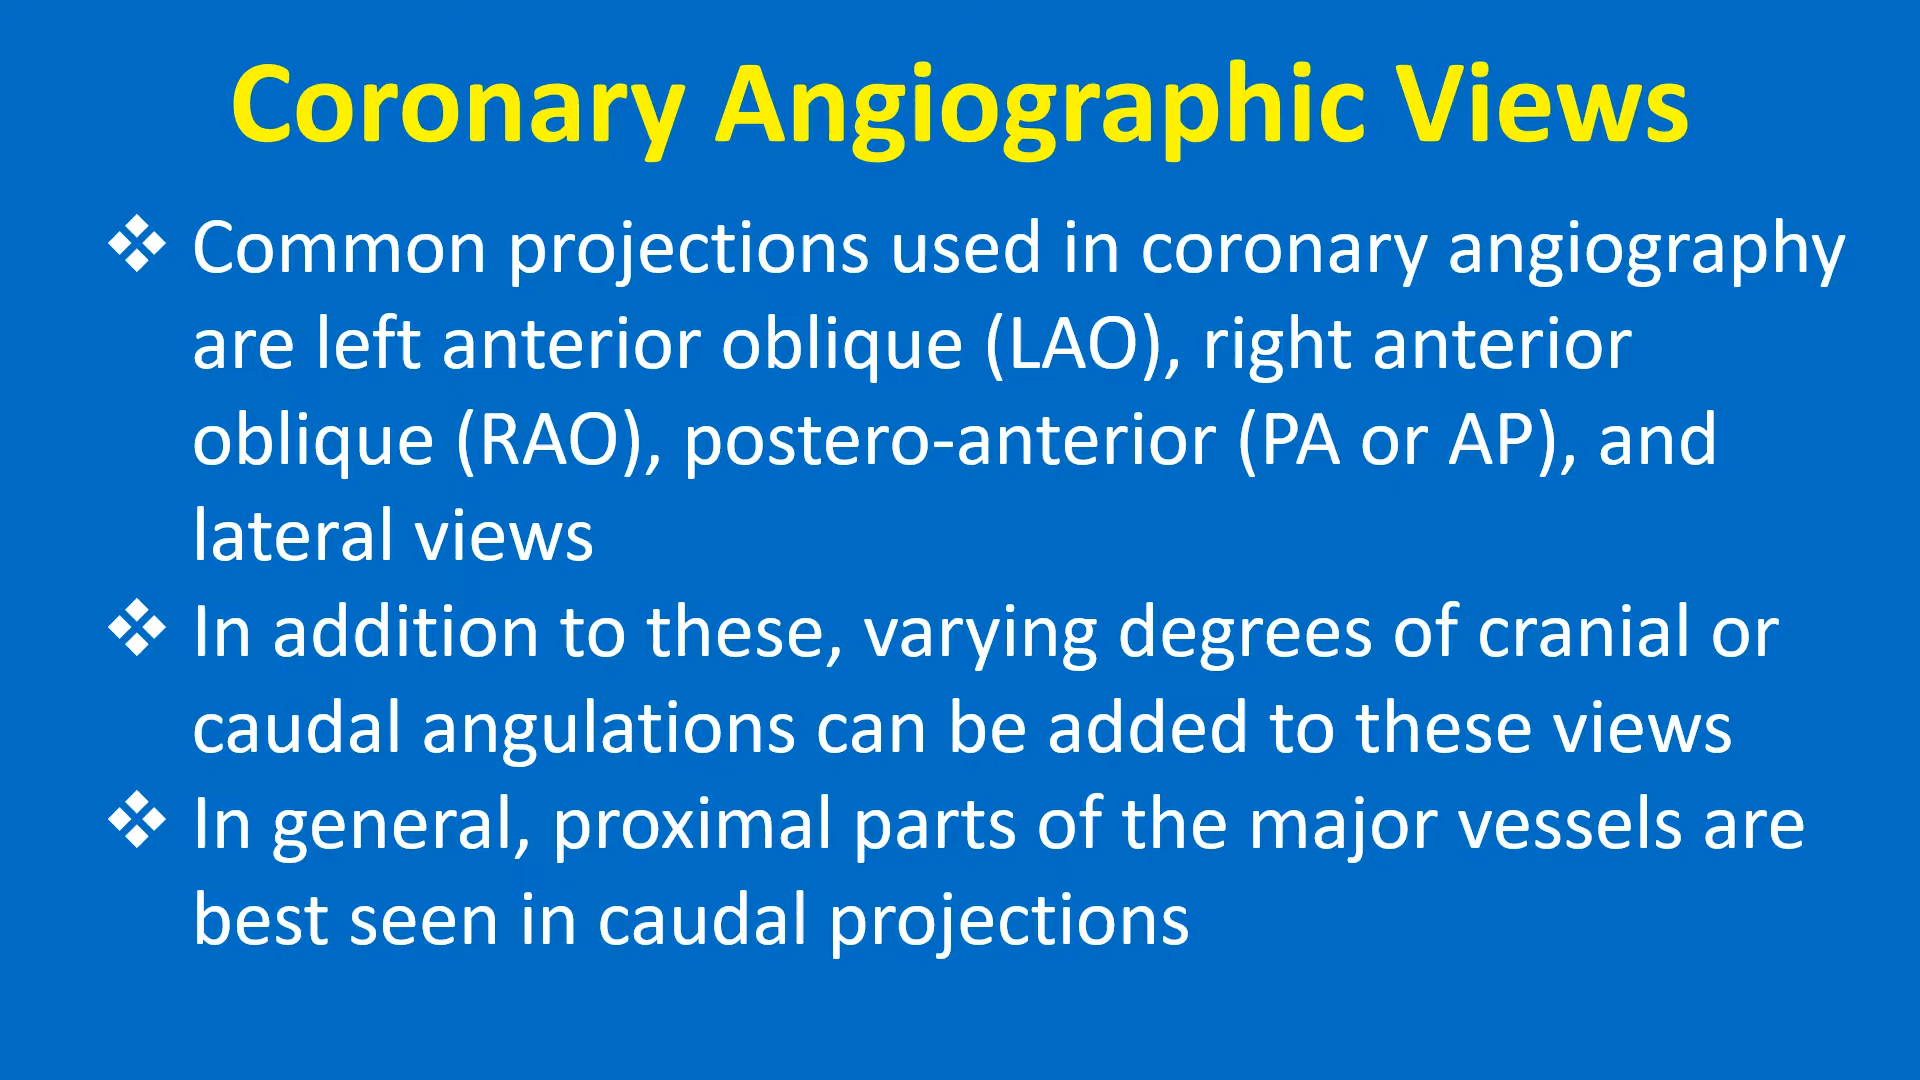 Coronary Angiographic Views
❖ Common projections used in coronary angiography
are left anterior oblique (LAO), right anterior
oblique (RAO), postero-anterior (PA or AP), and
lateral views
❖ In addition to these, varying degrees of cranial or
caudal angulations can be added to these views
❖ In general, proximal parts of the major vessels are
best seen in caudal projections